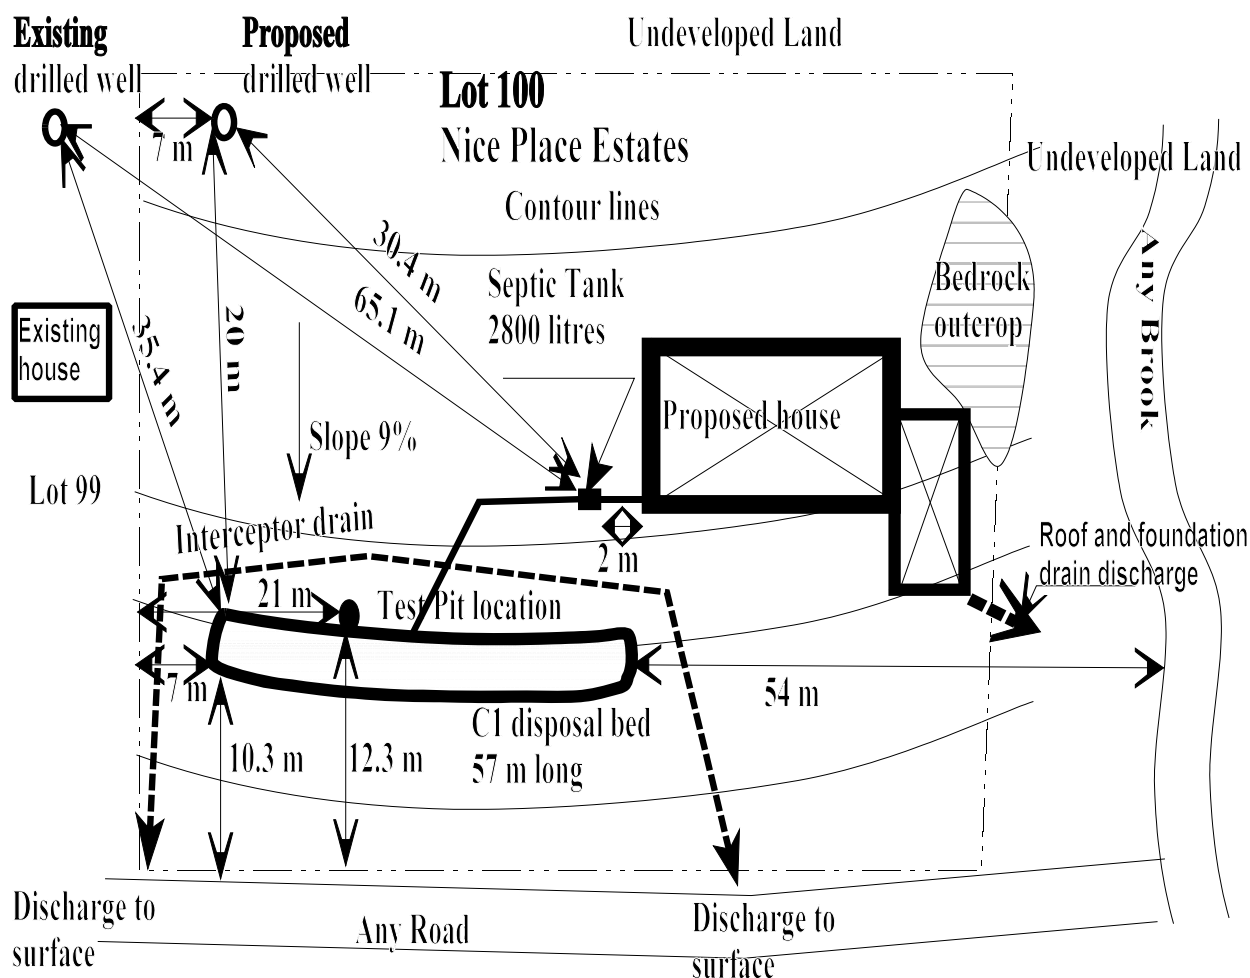 Existing
drilled well
Proposed
drilled well
Undeveloped Land
Lot 100
Nice Place Estates
Undeveloped Land
7 m
Contour lines
30.4 m
65.1 m
Septic Tank
2800 litres
Bedrock
outcrop
Any Brook
Existing
house
35.4 m
20 m
Proposed house
Slope 9%
Lot 99
Interceptor drain
2 m
Roof and foundation
drain discharge
21 m
Test Pit location
7 m
54 m
C1 disposal bed
57 m long
10.3 m
12.3 m
Discharge to
surface
Any Road
Discharge to
surface